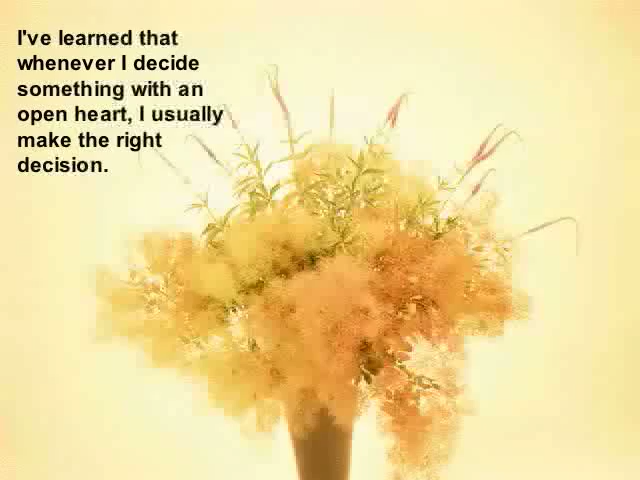 I've learned that
whenever I decide
something with an
open heart, I usually
make the right
decision.